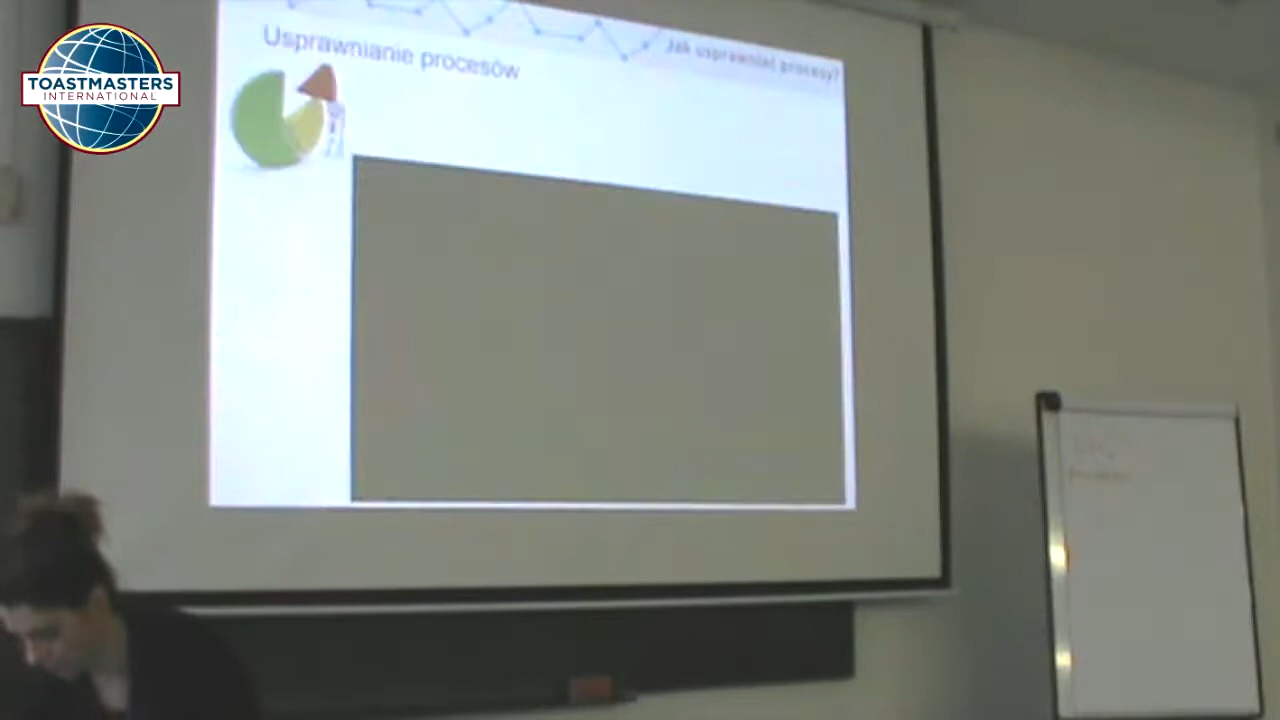 TOASTMASTERS
INTERNATIONAL
Jak usprawniać procesy?
Usprawnianie procesów